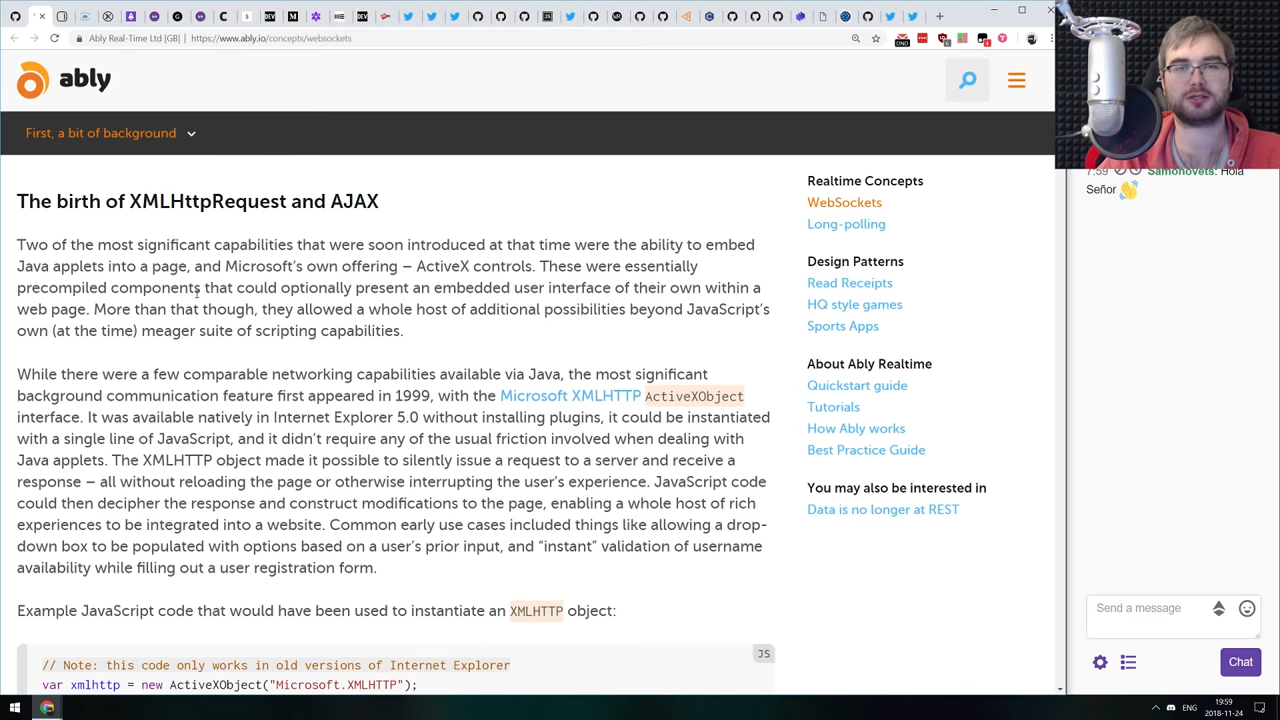 Ably Real-Time Ltd [GB] | https://www.ably.io/concepts/websockets
ably
First, a bit of background
The birth of XMLHttpRequest and AJAX
Two of the most significant capabilities that were soon introduced at that time were the ability to embed
Java applets into a page, and Microsoft's own offering – ActiveX controls. These were essentially
precompiled components that could optionally present an embedded user interface of their own within a
web page. More than that though, they allowed a whole host of additional possibilities beyond JavaScript's
own (at the time) meager suite of scripting capabilities.
While there were a few comparable networking capabilities available via Java, the most significant
background communication feature first appeared in 1999, with the Microsoft XMLHTTP ActiveXObject
interface. It was available natively in Internet Explorer 5.0 without installing plugins, it could be instantiated
with a single line of JavaScript, and it didn't require any of the usual friction involved when dealing with
Java applets. The XMLHTTP object made it possible to silently issue a request to a server and receive a
response – all without reloading the page or otherwise interrupting the user's experience. JavaScript code
could then decipher the response and construct modifications to the page, enabling a whole host of rich
experiences to be integrated into a website. Common early use cases included things like allowing a drop-
down box to be populated with options based on a user's prior input, and “instant” validation of username
availability while filling out a user registration form.
Example JavaScript code that would have been used to instantiate an XMLHTTP object:
JS
// Note: this code only works in old versions of Internet Explorer
var xmlhttp = new ActiveXObject("Microsoft.XMLHTTP");
Realtime Concepts
WebSockets
Long-polling
Design Patterns
Read Receipts
HQ style games
Sports Apps
About Ably Realtime
Quickstart guide
Tutorials
How Ably works
Best Practice Guide
You may also be interested in
Data is no longer at REST
7:59 Samohovets: Hola
Señor
Send a message
Chat
ENG
19:59
2018-11-24